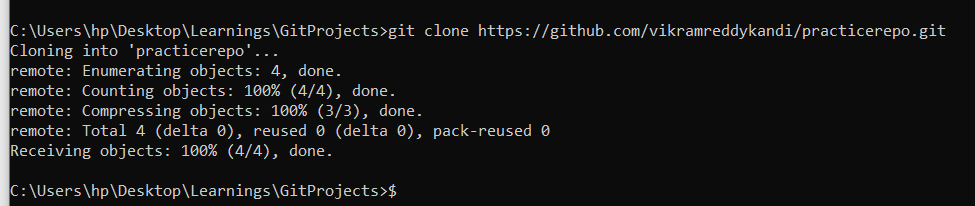 C:\Users\hp\Desktop\Learnings\GitProjects>git clone https://github.com/vikramreddykandi/practicerepo.git
Cloning into 'practicerepo'...
remote: Enumerating objects: 4, done.
remote: Counting objects: 100% (4/4), done.
remote: Compressing objects: 100% (3/3), done.
remote: Total 4 (delta 0), reused 0 (delta 0), pack-reused 0
Receiving objects: 100% (4/4), done.
C:\Users\hp\Desktop\Learnings\GitProjects>$